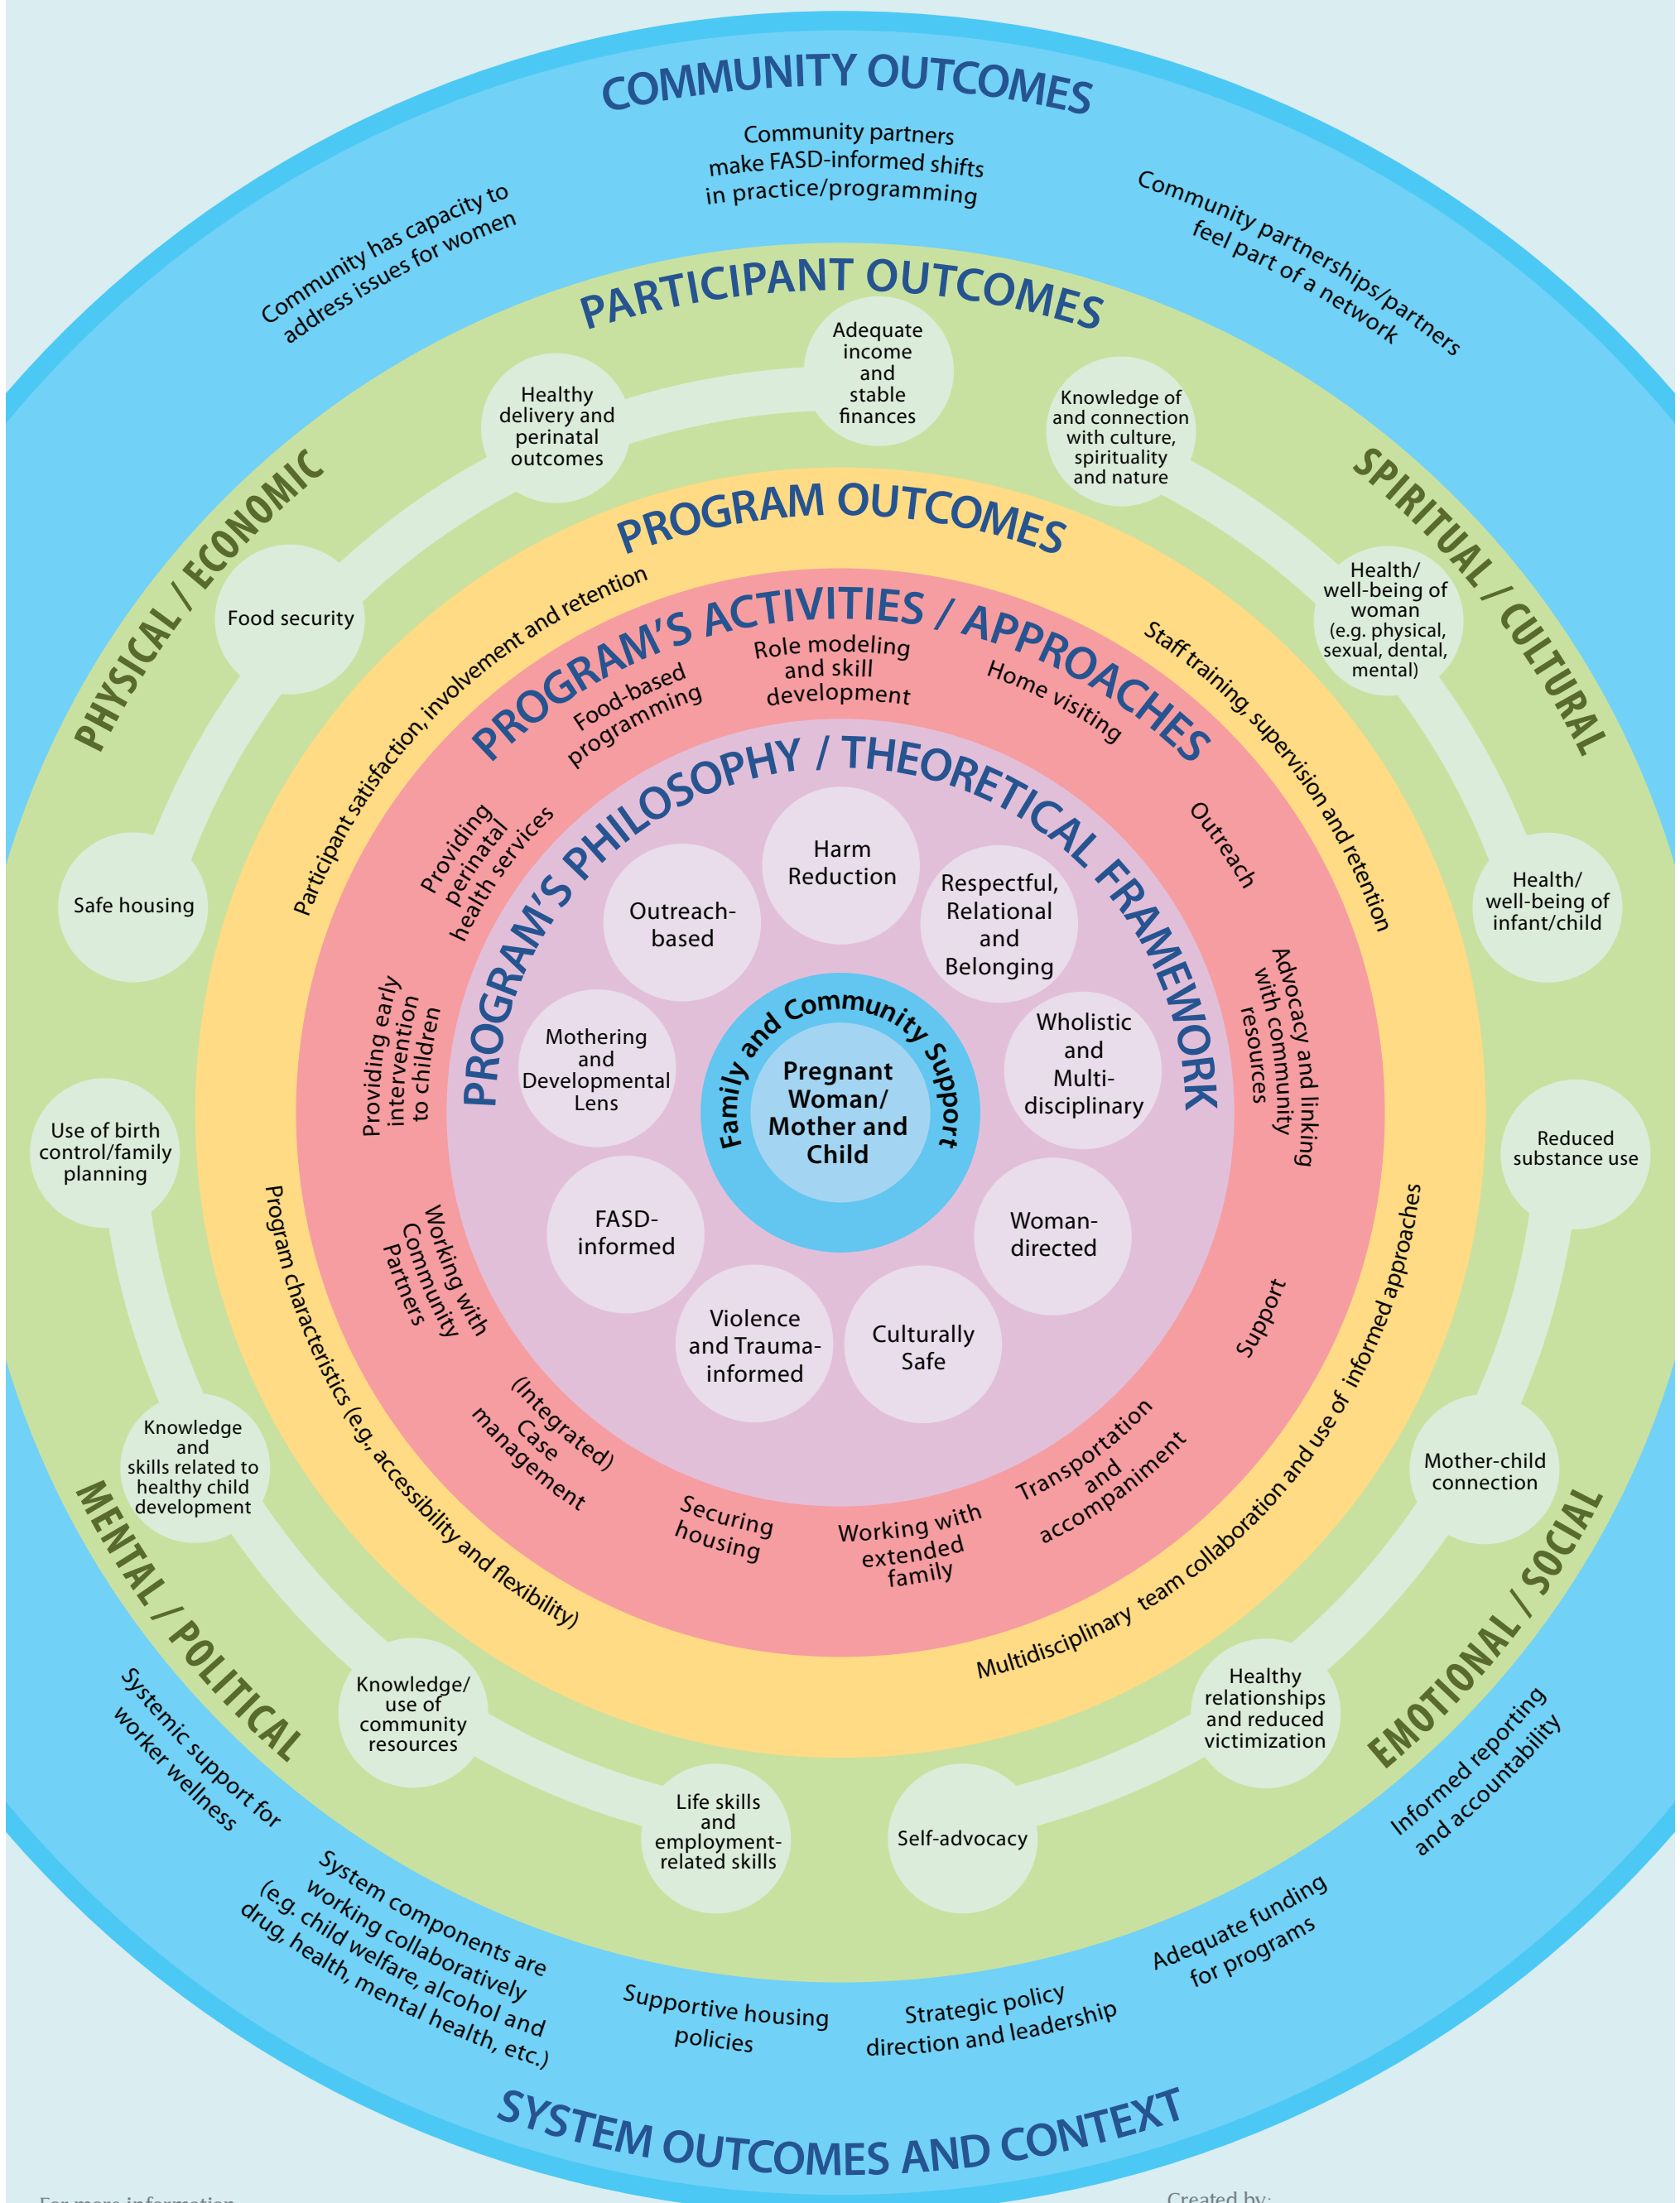 COMMUNITY OUTCOMES
Community has capacity to
address issues for women
Community partners
make FASD-informed shifts
in practice/programming
Community partnerships/partners
feel part of a network
PARTICIPANT OUTCOMES
PHYSICAL / ECONOMIC
Safe housing
Food security
Healthy
delivery and
perinatal
outcomes
Adequate
income
and
stable
finances
SPIRITUAL / CULTURAL
Knowledge of
and connection
with culture,
spirituality
and nature
Health/
well-being of
woman
(e.g. physical,
sexual, dental,
mental)
Health/
well-being of
infant/child
EMOTIONAL / SOCIAL
Reduced
substance use
Mother-child
connection
Healthy
relationships
and reduced
victimization
Self-advocacy
MENTAL / POLITICAL
Use of birth
control/family
planning
Knowledge
and
skills related to
healthy child
development
Knowledge/
use of
community
resources
Life skills
and
employment-
related skills
PROGRAM OUTCOMES
Participant satisfaction, involvement and retention
Staff training, supervision and retention
Multidisciplinary team collaboration and use of informed approaches
Program characteristics (e.g., accessibility and flexibility)
PROGRAM'S ACTIVITIES / APPROACHES
Food-based
programming
Role modeling
and skill
development
Home visiting
Outreach
Advocacy and linking
with community
resources
Support
Transportation
and
accompaniment
Working with
extended
family
Securing
housing
(Integrated)
Case
management
Working with
Community
Partners
Providing early
intervention
to children
Providing
perinatal
health services
PROGRAM'S PHILOSOPHY / THEORETICAL FRAMEWORK
Harm
Reduction
Respectful,
Relational
and
Belonging
Wholistic
and
Multi-
disciplinary
Woman-
directed
Culturally
Safe
Violence
and Trauma-
informed
FASD-
informed
Mothering
and
Developmental
Lens
Outreach-
based
Family and Community Support
Pregnant
Woman/
Mother and
Child
Systemic support for
worker wellness
System components are
working collaboratively
(e.g. child welfare, alcohol and
drug, health, mental health, etc.)
Supportive housing
policies
Strategic policy
direction and leadership
Adequate funding
for programs
Informed reporting
and accountability
SYSTEM OUTCOMES AND CONTEXT
For more information
Created by: